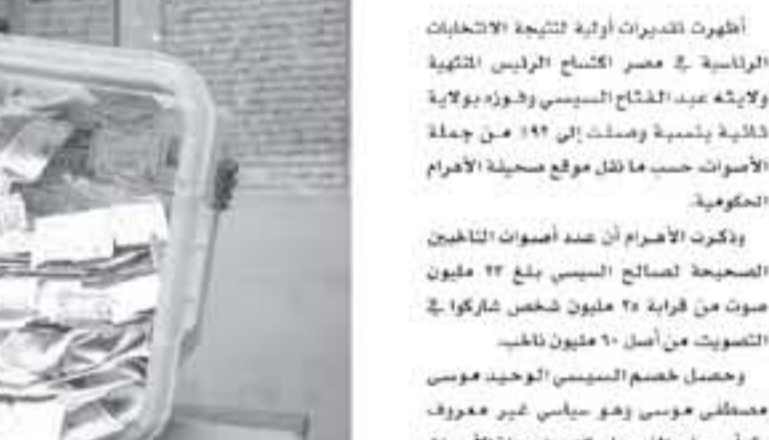 أظهرت تقديرات أولية لنتيجة الانتخابات
الرئاسية في مصر اكتساح الرئيس المنتهية
ولايته عبد الفتاح السيسي وفوزه بولاية
ثانية بنسبة وصلت إلى ٩٢٪ من جملة
الأصوات، حسب ما نقل موقع صحيفة الأهرام
الحكومية.
وذكرت الأهرام أن عدد أصوات الناخبين
الصحيحة لصالح السيسي بلغ ٢٣ مليون
صوت من قرابة ٢٥ مليون شخص شاركوا في
التصويت، من أصل ٦٠ مليون ناخب.
وحصل خصم السيسي الوحيد موسى
مصطفى موسى وهو سياسي غير معروف